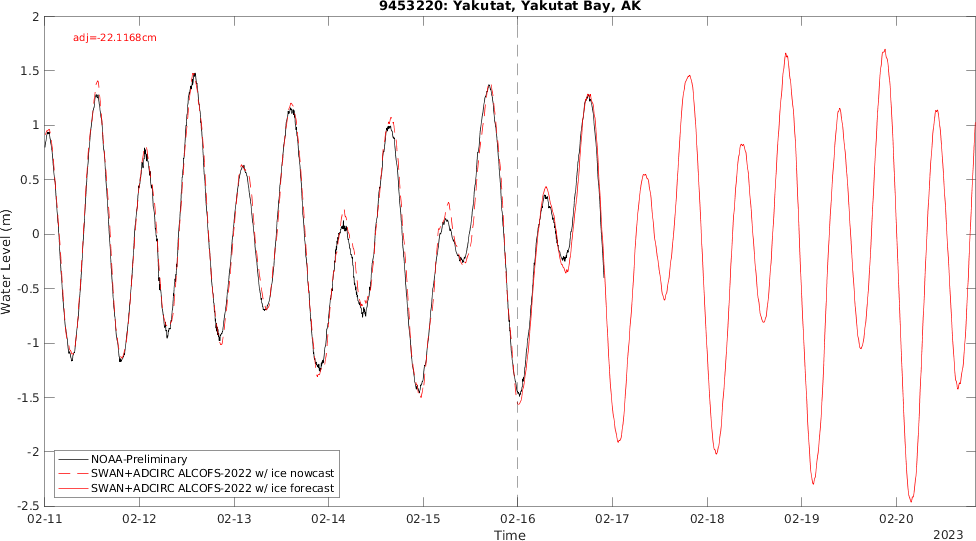 9453220: Yakutat, Yakutat Bay, AK
adj=-22.1168cm
2
1.5
1
0.5
0
-0.5
-1
-1.5
-2
-2.5
Water Level (m)
NOAA-Preliminary
SWAN+ADCIRC ALCOFS-2022 w/ ice nowcast
SWAN+ADCIRC ALCOFS-2022 w/ ice forecast
02-11 02-12 02-13 02-14 02-15 02-16 02-17 02-18 02-19 02-20
Time
2023